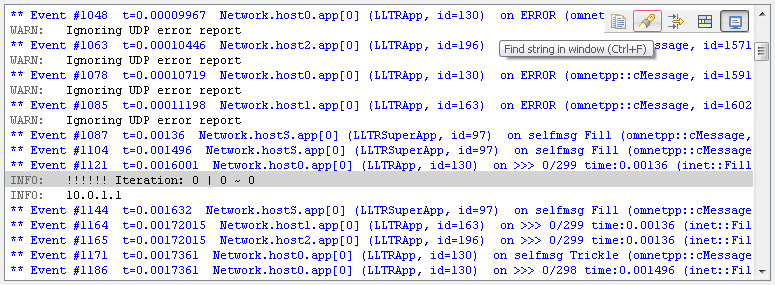 ** Event #1048  t=0.00009967  Network.host0.app[0] (LLTRApp, id=130)  on ERROR (omnetp
WARN:   Ignoring UDP error report
** Event #1063  t=0.00010446  Network.host2.app[0] (LLTRApp, id=196)  on
cMessage, id=1571
Find string in window (Ctrl+F)
WARN:   Ignoring UDP error report
** Event #1078  t=0.00010719  Network.host0.app[0] (LLTRApp, id=130)  on ERROR (omnetpp::cMessage, id=1591
WARN:   Ignoring UDP error report
** Event #1085  t=0.00011198  Network.host1.app[0] (LLTRApp, id=163)  on ERROR (omnetpp::cMessage, id=1602
WARN:   Ignoring UDP error report
** Event #1087  t=0.00136  Network.hostS.app[0] (LLTRSuperApp, id=97)  on selfmsg Fill (omnetpp::cMessage,
** Event #1104  t=0.001496  Network.hostS.app[0] (LLTRSuperApp, id=97)  on selfmsg Fill (omnetpp::cMessage
** Event #1121  t=0.0016001  Network.host0.app[0] (LLTRApp, id=130)  on >>> 0/299 time:0.00136 (inet::Fill
INFO:   !!!!!! Iteration: 0 | 0 ~ 0
INFO:   10.0.1.1
** Event #1144  t=0.001632  Network.hostS.app[0] (LLTRSuperApp, id=97)  on selfmsg Fill (omnetpp::cMessage
** Event #1164  t=0.00172015  Network.host1.app[0] (LLTRApp, id=163)  on >>> 0/299 time:0.00136 (inet::Fil
** Event #1165  t=0.00172015  Network.host2.app[0] (LLTRApp, id=196)  on >>> 0/299 time:0.00136 (inet::Fil
** Event #1171  t=0.0017361  Network.host0.app[0] (LLTRApp, id=130)  on selfmsg Trickle (omnetpp::cMessage
** Event #1186  t=0.0017361  Network.host0.app[0] (LLTRApp, id=130)  on >>> 0/298 time:0.001496 (inet::Fil